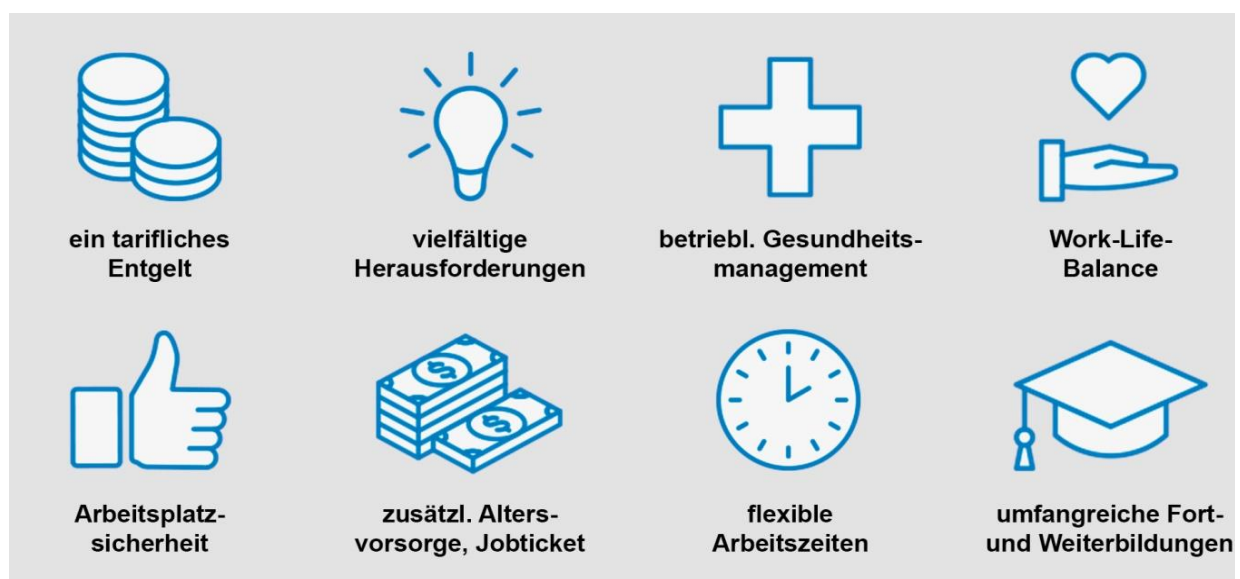 ein tarifliches
Entgelt
vielfältige
Herausforderungen
betriebl. Gesundheits-
management
Work-Life-
Balance
Arbeitsplatz-
sicherheit
zusätzl. Alters-
vorsorge, Jobticket
flexible
Arbeitszeiten
umfangreiche Fort-
und Weiterbildungen